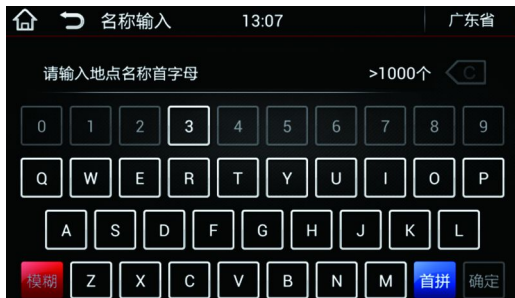 名称输入 13:07 广东省
请输入地点名称首字母 >1000个 C
0 1 2 3 4 5 6 7 8 9
Q W E R T Y U I O P
A S D F G H J K L
模糊 Z X C V B N M 首拼 确定